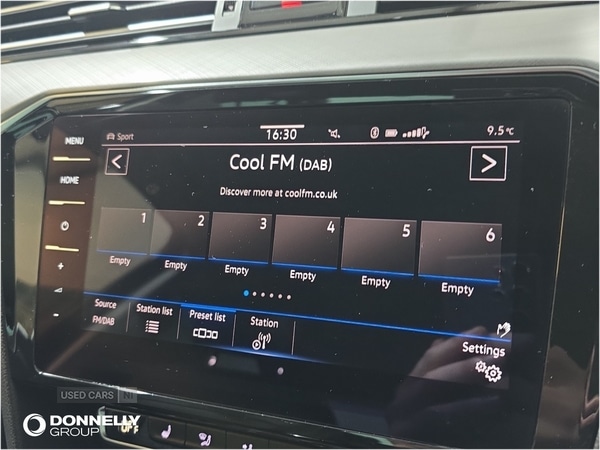 MENU
Sport
16:30
9.5°C
HOME
Cool FM (DAB)
Discover more at coolfm.co.uk
1 2 3 4 5 6
Empty Empty Empty Empty Empty Empty
+
-
Source
FM/DAB
Station list
Preset list
Station
Settings
USED CARS NI
DONNELLY
GROUP
OFF